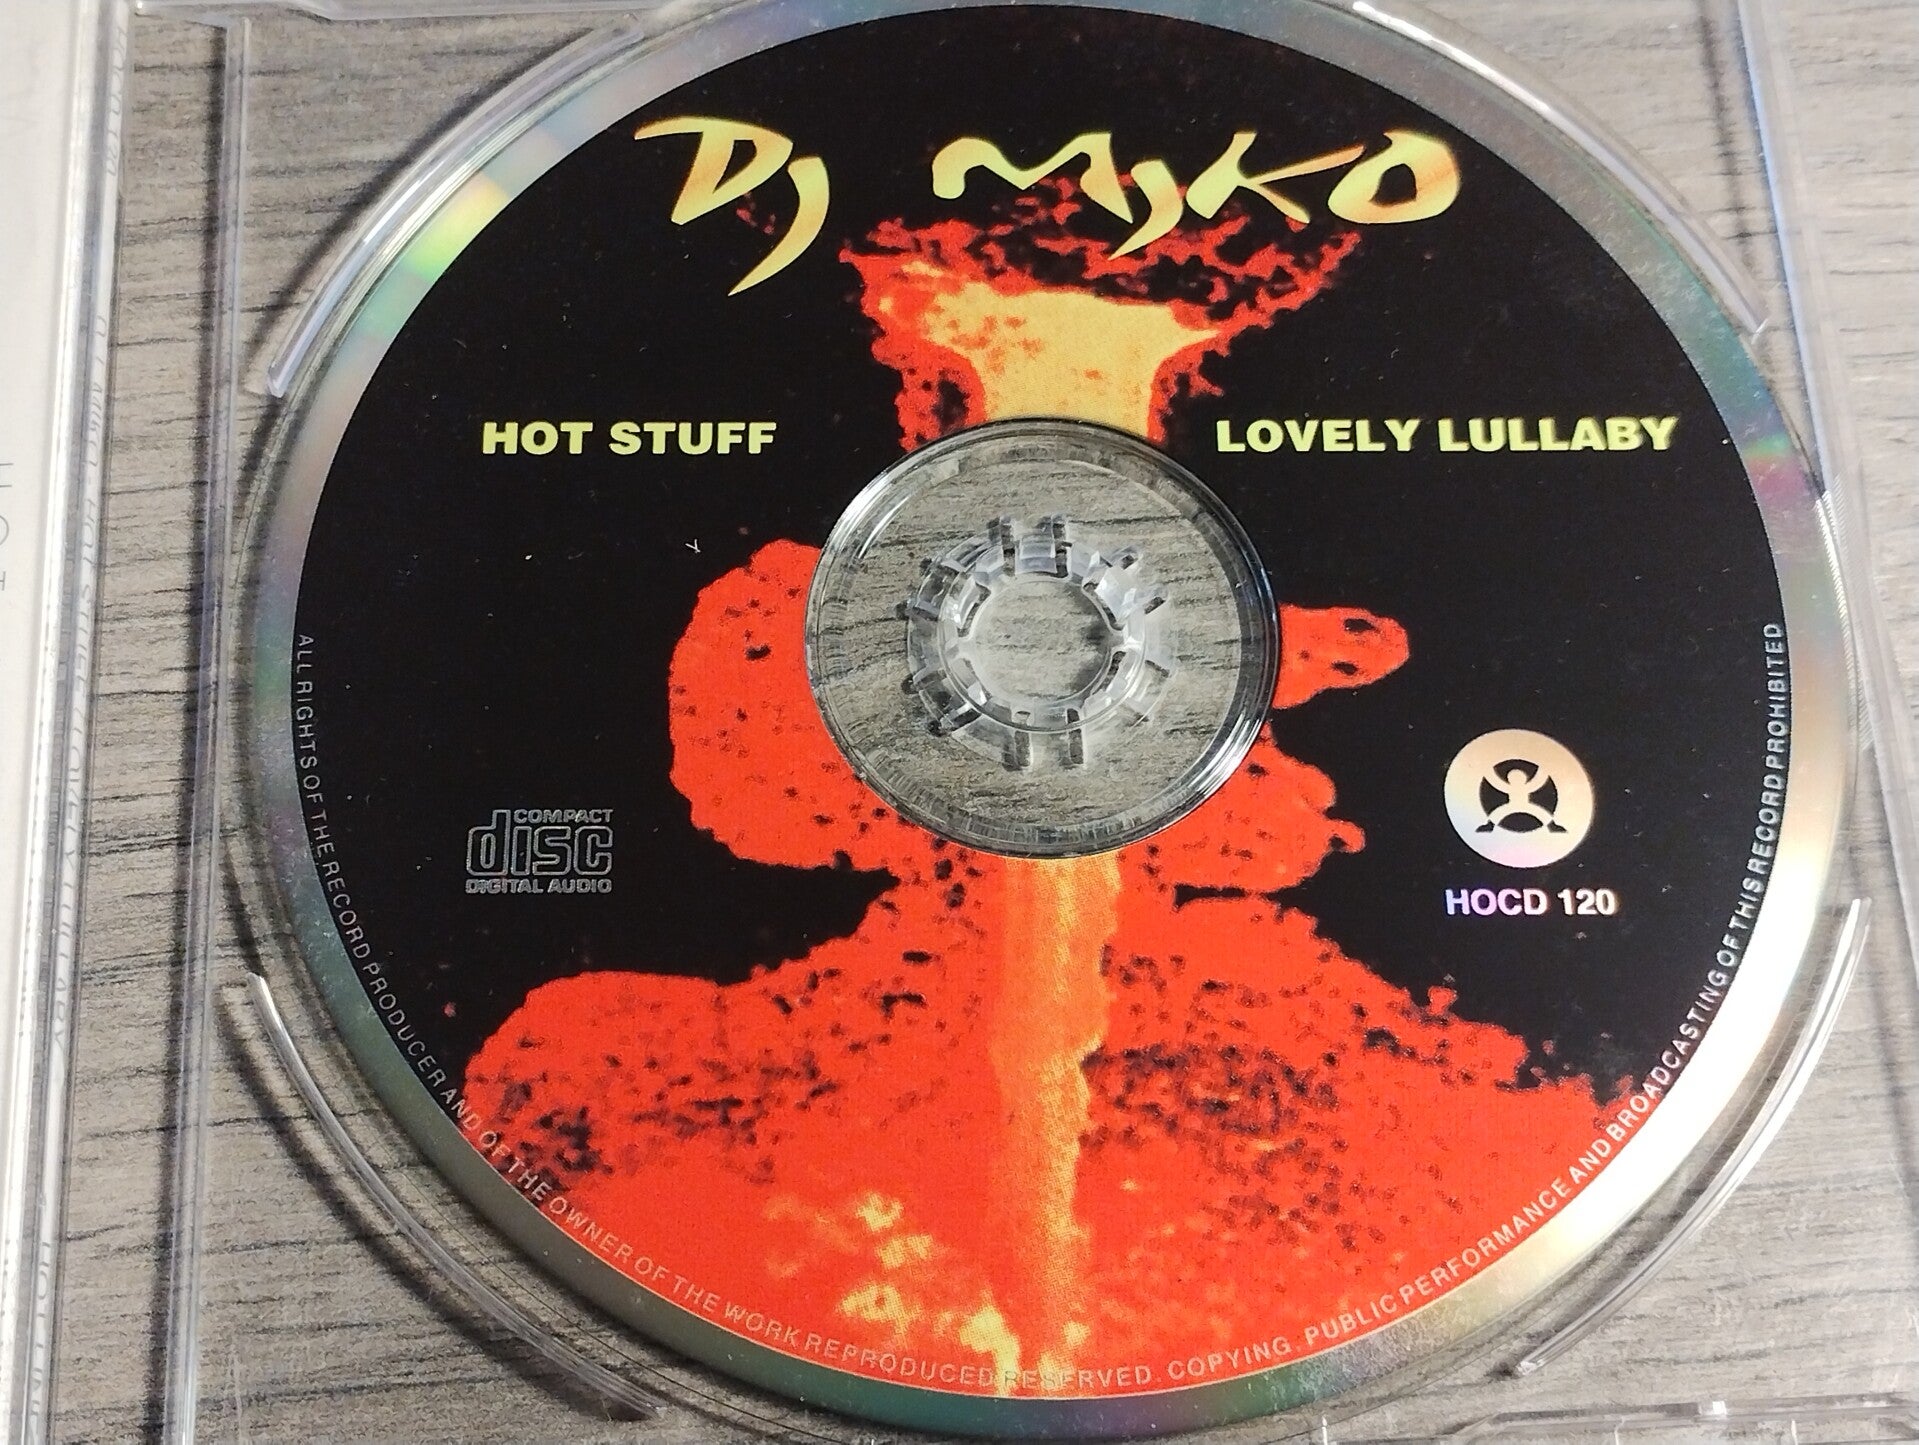 DJ MIKO
HOT STUFF
LOVELY LULLABY
COMPACT
disc
DIGITAL AUDIO
HOCD 120
ALL RIGHTS OF THE RECORD PRODUCER AND OF THE OWNER OF THE WORK REPRODUCED RESERVED. COPYING. PUBLIC PERFORMANCE AND BROADCASTING OF THIS RECORD PROHIBITED